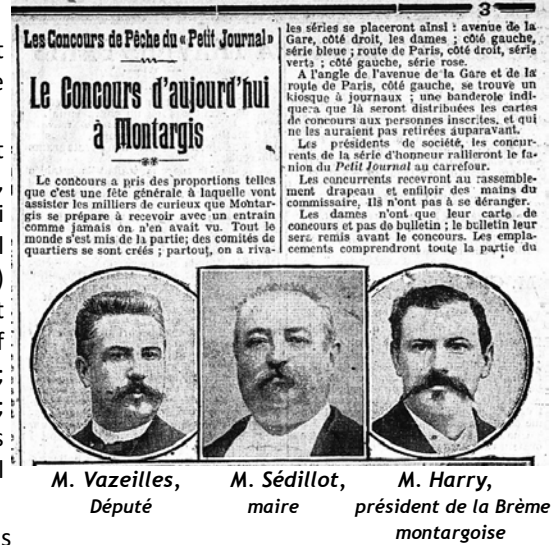 3
Les Concours de Pêche du « Petit Journal »
Le Concours d'aujourd'hui
à Montargis
Le concours a pris des proportions telles
que c'est une fête générale à laquelle vont
assister les milliers de curieux que Montar-
gis se prépare à recevoir avec un entrain
comme jamais on n'en avait vu. Tout le
monde s'est mis de la partie; des comités de
quartiers se sont créés ; partout, on a riva-
les séries se placeront ainsi : avenue de la
Gare, côté droit, les dames ; côté gauche,
série bleue ; route de Paris, côté droit, série
verte ; côté gauche, série rose.
A l'angle de l'avenue de la Gare et de la
route de Paris, côté gauche, se trouve un
kiosque à journaux ; une banderole indi-
quera que là seront distribuées les cartes
de concours aux personnes inscrites, et qui
ne les auraient pas retirées auparavant.
Les présidents de société, les concur-
rents de la série d'honneur rallieront le fa-
nion du Petit Journal au carrefour.
Les concurrents recevront au rassemble-
ment drapeau et enfiloir des mains du
commissaire. Ils n'ont pas à se déranger.
Les dames n'ont que leur carte de
concours et pas de bulletin ; le bulletin leur
sera remis avant le concours. Les empla-
cements comprendront toute la partie du
M. Vazeilles,
Député
M. Sédillot,
maire
M. Harry,
président de la Brème
montargoise